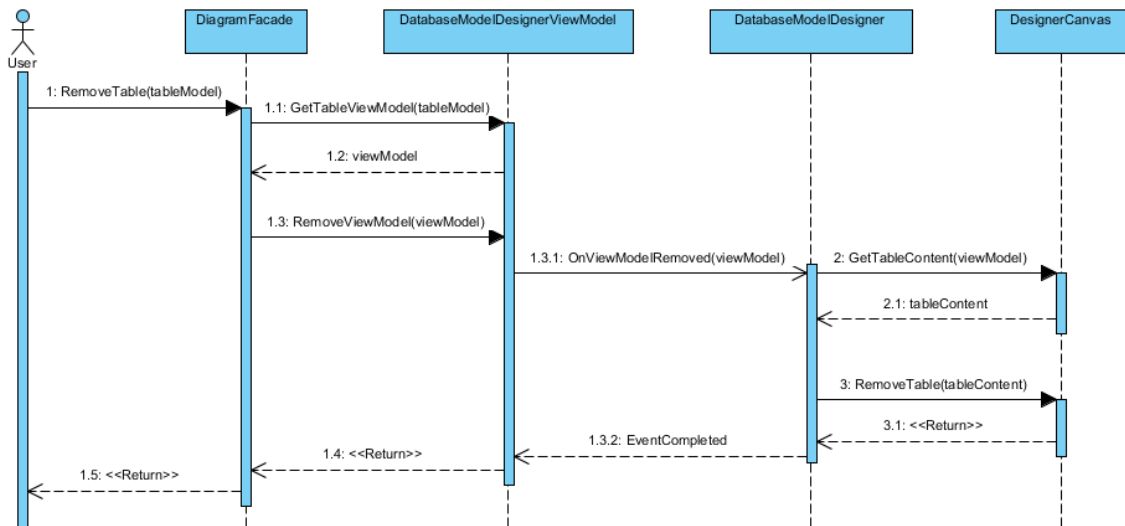 DiagramFacade
DatabaseModelDesignerViewModel
DatabaseModelDesigner
DesignerCanvas
User
1: RemoveTable(tableModel)
1.1: GetTableViewModel(tableModel)
1.2: viewModel
1.3: RemoveViewModel(viewModel)
1.3.1: OnViewModelRemoved(viewModel)
2: GetTableContent(viewModel)
2.1: tableContent
3: RemoveTable(tableContent)
3.1: <<Return>>
1.3.2: EventCompleted
1.4: <<Return>>
1.5: <<Return>>